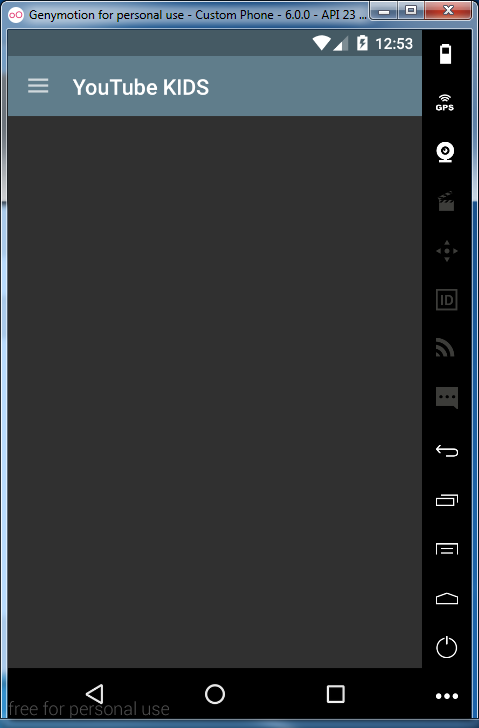 Genymotion for personal use - Custom Phone - 6.0.0 - API 23 ...
12:53
YouTube KIDS
GPS
ID
free for personal use